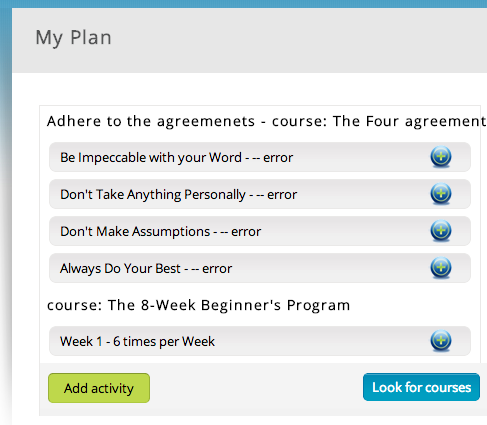 My Plan
Adhere to the agreemenets - course: The Four agreement
Be Impeccable with your Word - -- error
Don't Take Anything Personally - -- error
Don't Make Assumptions - -- error
Always Do Your Best - -- error
course: The 8-Week Beginner's Program
Week 1 - 6 times per Week
Add activity
Look for courses